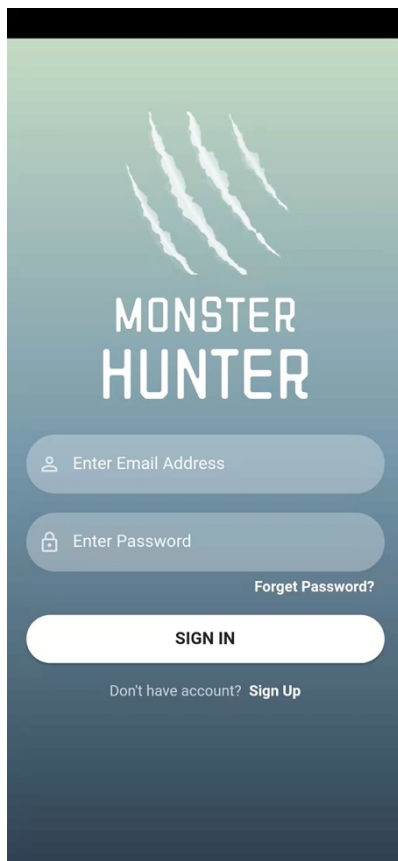 MONSTER
HUNTER
Enter Email Address
Enter Password
Forget Password?
SIGN IN
Don't have account? Sign Up